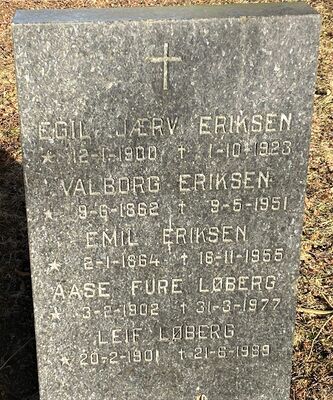 EGIL JÆRV ERIKSEN
* 12-1-1900 † 1-10-1923
VALBORG ERIKSEN
* 9-6-1862 † 9-5-1951
EMIL ERIKSEN
* 2-1-1864 † 16-11-1955
AASE FURE LØBERG
* 3-2-1902 † 31-3-1977
LEIF LØBERG
* 20-2-1901 † 21-6-1989